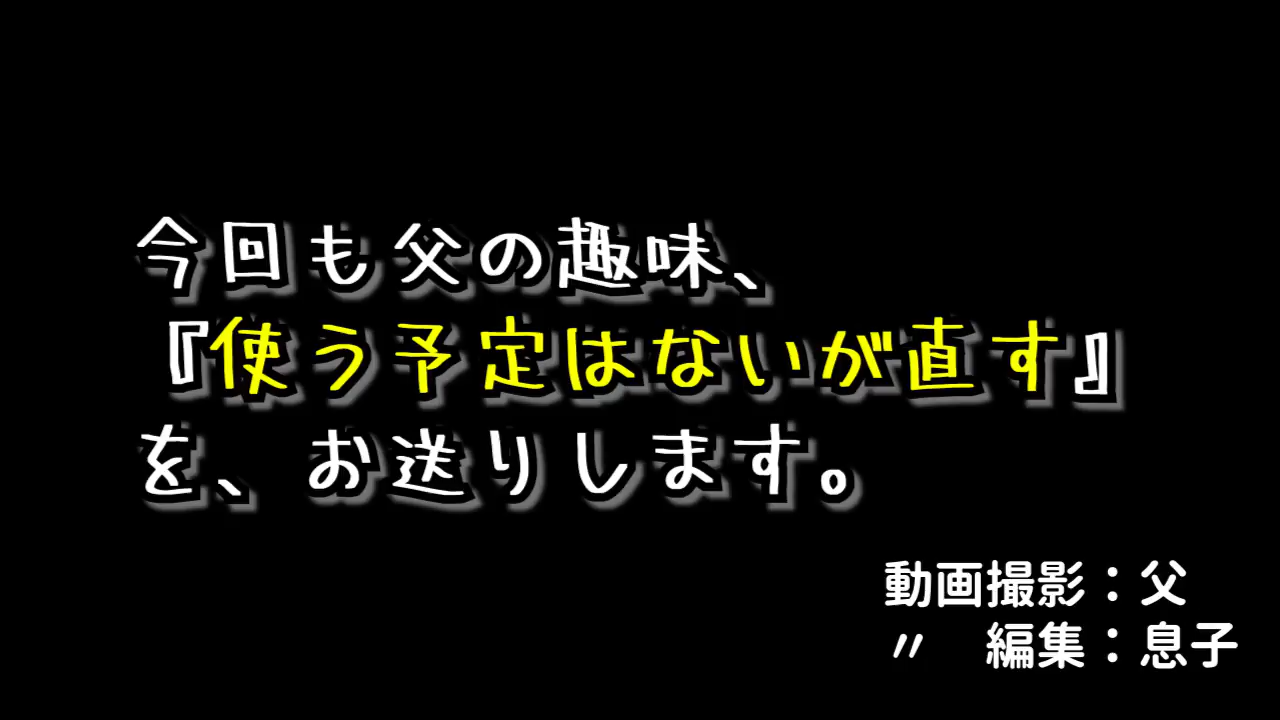 今回も父の趣味、
『使う予定はないが直す』
を、お送りします。
動画撮影：父
〃　編集：息子